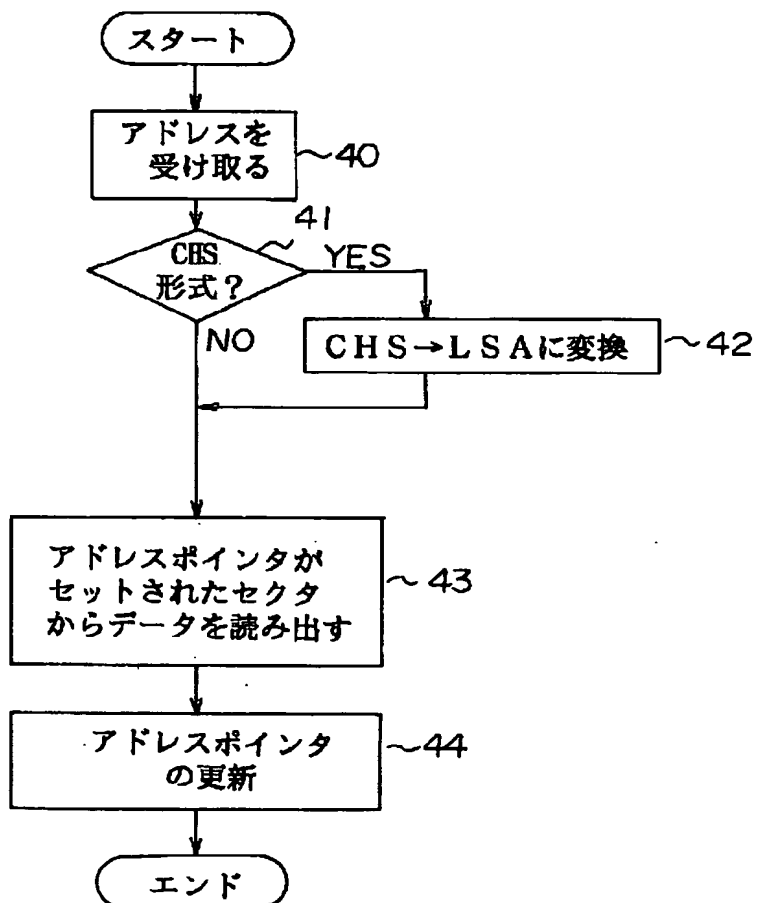 スタート
アドレスを
受け取る
~40
41
CHS
形式？
YES
NO
CHS→LSAに変換
~42
アドレスポインタが
セットされたセクタ
からデータを読み出す
~43
アドレスポインタ
の更新
~44
エンド